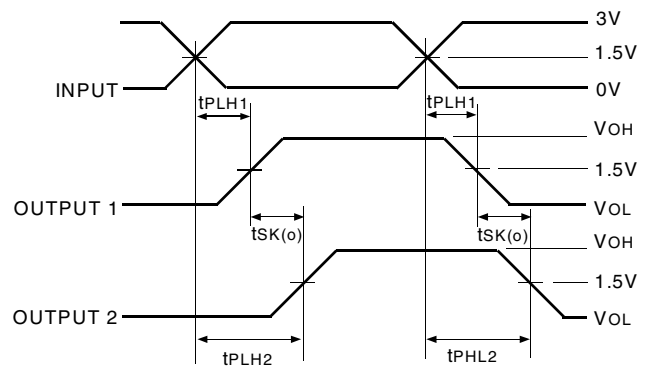 3V
1.5V
INPUT
0V
tPLH1
tPLH1
VOH
1.5V
OUTPUT 1
VOL
tSK(o)
tSK(o)
VOH
1.5V
OUTPUT 2
VOL
tPLH2
tPHL2